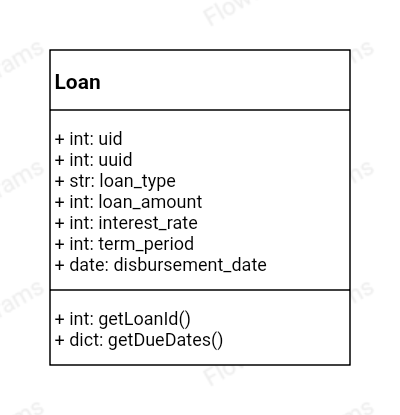 Loan
+ int: uid
+ int: uuid
+ str: loan_type
+ int: loan_amount
+ int: interest_rate
+ int: term_period
+ date: disbursement_date
+ int: getLoanId()
+ dict: getDueDates()